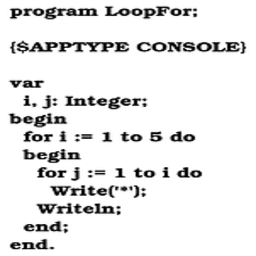 program LoopFor;
{$APPTYPE CONSOLE}
var
i, j: Integer;
begin
for i := 1 to 5 do
begin
for j := 1 to i do
Write('*');
Writeln;
end;
end.